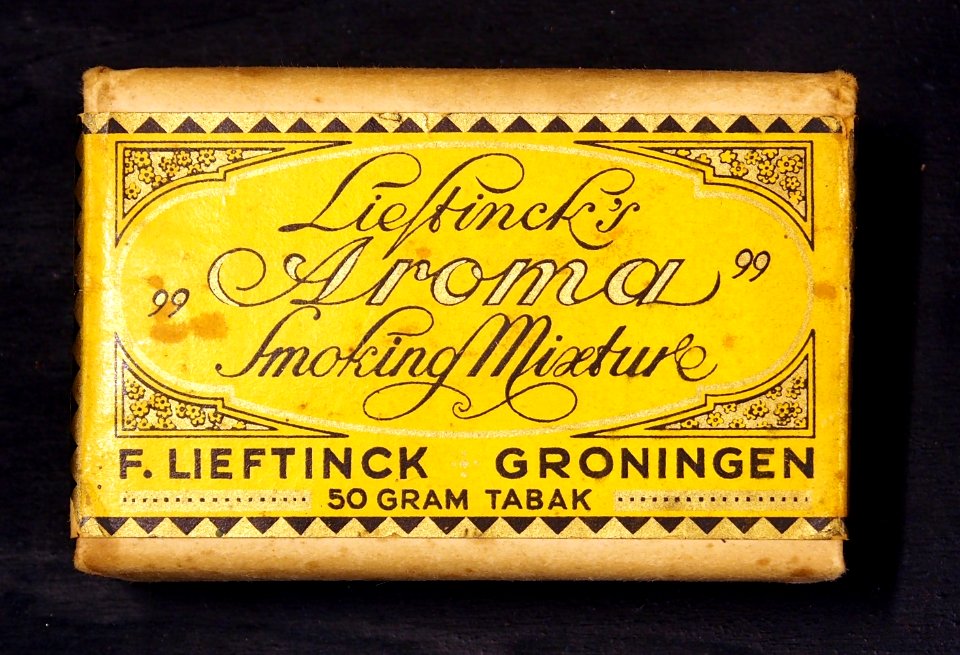 Lieftinck's
„Aroma”
Smoking Mixture
F. LIEFTINCK GRONINGEN
50 GRAM TABAK